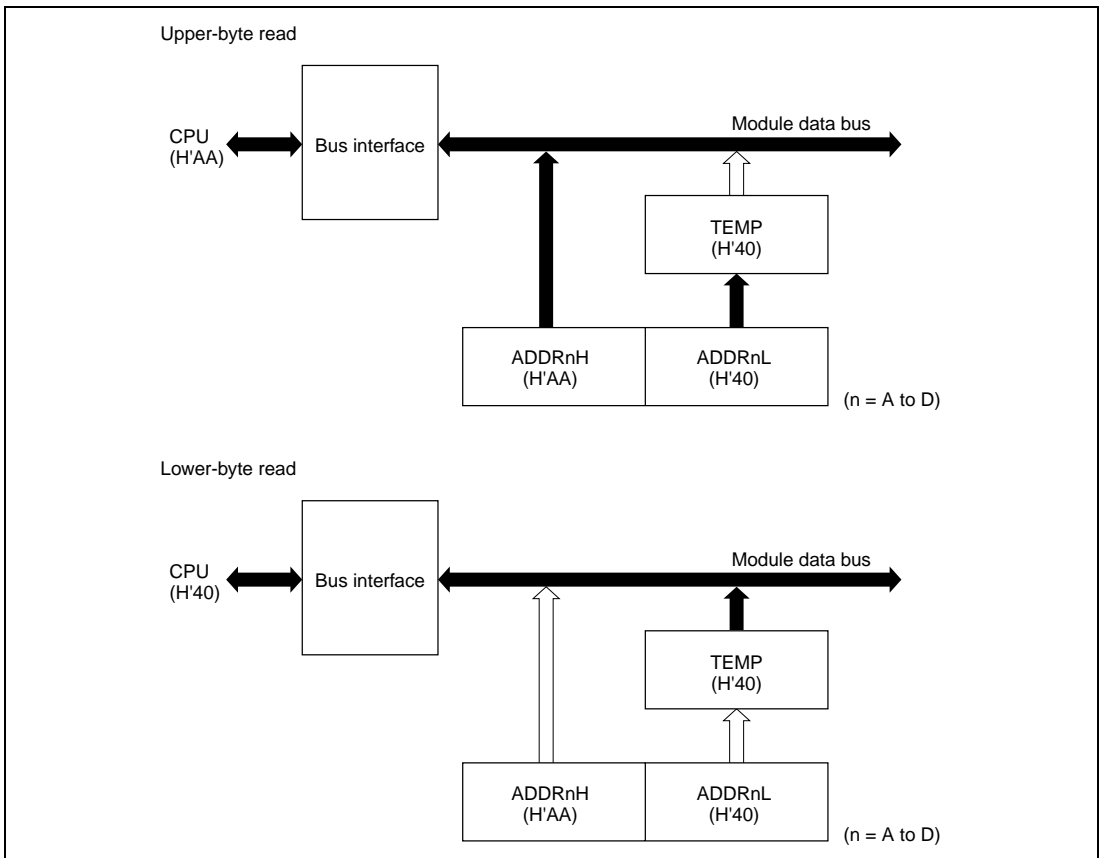 Upper-byte read
CPU
(H'AA)
Bus interface
Module data bus
TEMP
(H'40)
ADDRnH
(H'AA)
ADDRnL
(H'40)
(n = A to D)
Lower-byte read
CPU
(H'40)
Bus interface
Module data bus
TEMP
(H'40)
ADDRnH
(H'AA)
ADDRnL
(H'40)
(n = A to D)